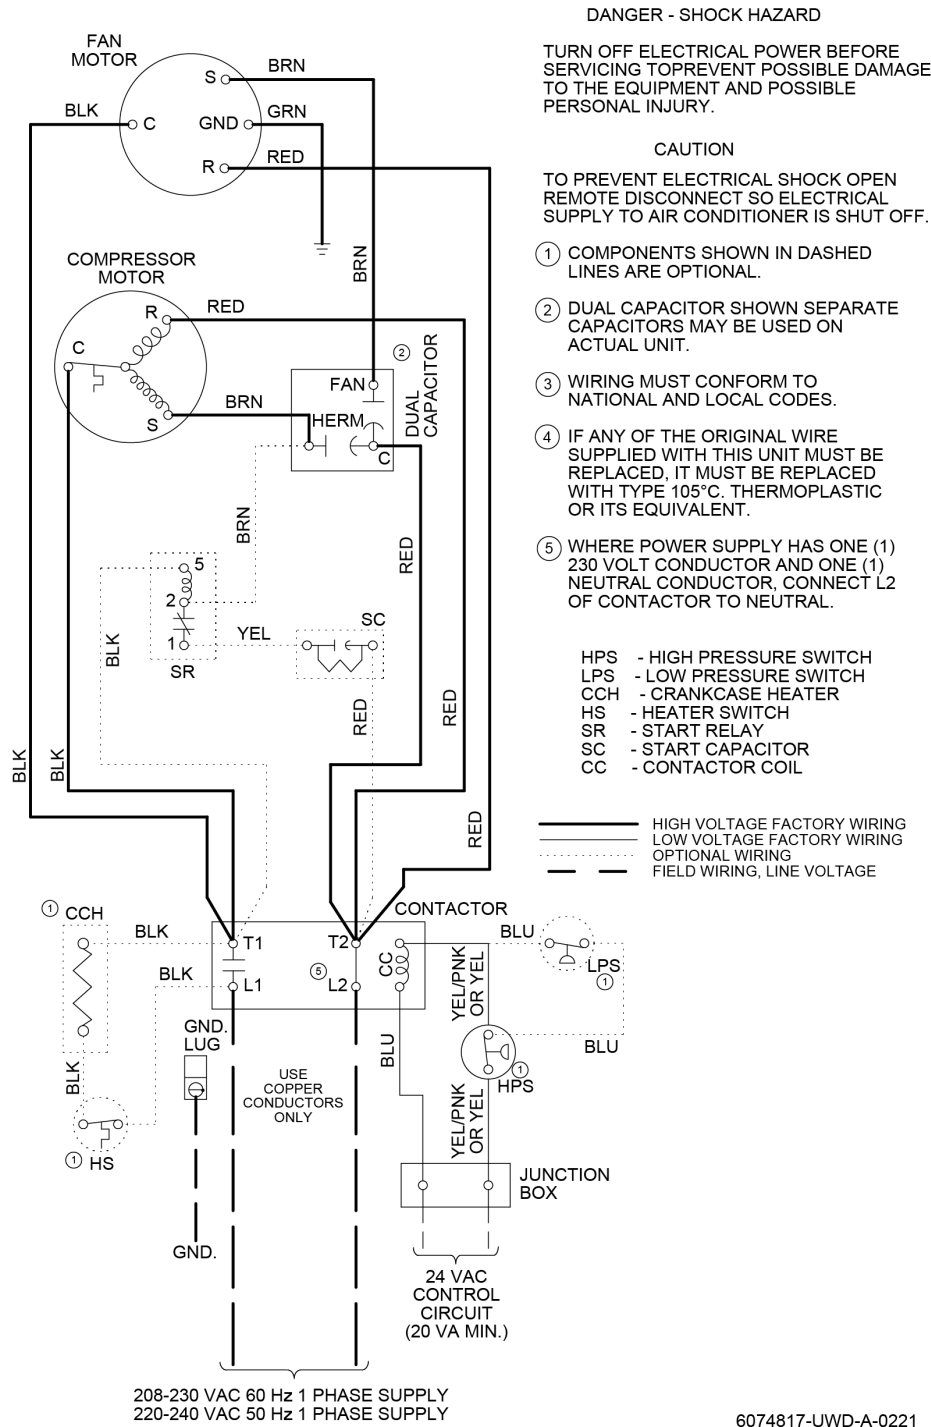 DANGER - SHOCK HAZARD
TURN OFF ELECTRICAL POWER BEFORE
SERVICING TOPREVENT POSSIBLE DAMAGE
TO THE EQUIPMENT AND POSSIBLE
PERSONAL INJURY.
CAUTION
TO PREVENT ELECTRICAL SHOCK OPEN
REMOTE DISCONNECT SO ELECTRICAL
SUPPLY TO AIR CONDITIONER IS SHUT OFF.
1 COMPONENTS SHOWN IN DASHED
LINES ARE OPTIONAL.
2 DUAL CAPACITOR SHOWN SEPARATE
CAPACITORS MAY BE USED ON
ACTUAL UNIT.
3 WIRING MUST CONFORM TO
NATIONAL AND LOCAL CODES.
4 IF ANY OF THE ORIGINAL WIRE
SUPPLIED WITH THIS UNIT MUST BE
REPLACED, IT MUST BE REPLACED
WITH TYPE 105°C. THERMOPLASTIC
OR ITS EQUIVALENT.
5 WHERE POWER SUPPLY HAS ONE (1)
230 VOLT CONDUCTOR AND ONE (1)
NEUTRAL CONDUCTOR, CONNECT L2
OF CONTACTOR TO NEUTRAL.
HPS - HIGH PRESSURE SWITCH
LPS - LOW PRESSURE SWITCH
CCH - CRANKCASE HEATER
HS - HEATER SWITCH
SR - START RELAY
SC - START CAPACITOR
CC - CONTACTOR COIL
HIGH VOLTAGE FACTORY WIRING
LOW VOLTAGE FACTORY WIRING
OPTIONAL WIRING
FIELD WIRING, LINE VOLTAGE
FAN
MOTOR
S
BRN
BLK
C
GND
GRN
R
RED
BRN
COMPRESSOR
MOTOR
R
RED
C
S
BRN
2
DUAL
CAPACITOR
FAN
HERM
C
BRN
RED
5
2
1
SR
YEL
SC
BLK
RED
RED
BLK
BLK
RED
CONTACTOR
1
CCH
BLK
T1
T2
CC
BLU
LPS
1
BLK
L1
5
L2
YEL/PNK
OR YEL
BLU
GND.
LUG
BLK
USE
COPPER
CONDUCTORS
ONLY
BLU
1
HPS
YEL/PNK
OR YEL
1
HS
JUNCTION
BOX
GND.
24 VAC
CONTROL
CIRCUIT
(20 VA MIN.)
208-230 VAC 60 Hz 1 PHASE SUPPLY
220-240 VAC 50 Hz 1 PHASE SUPPLY
6074817-UWD-A-0221